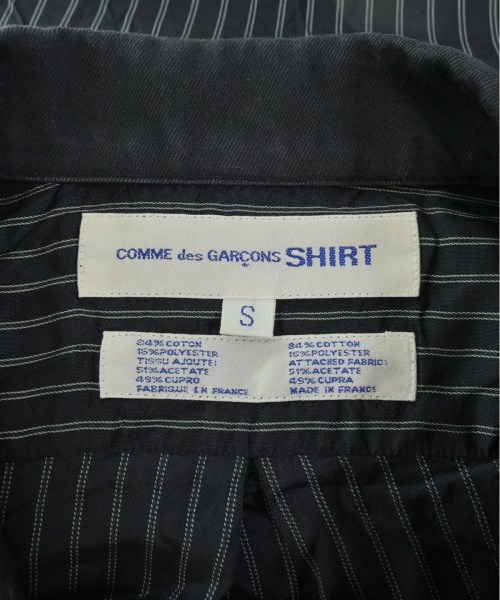 COMME des GARÇONS SHIRT
S
84%COTTON
16%POLYESTER
TISSU AJOUTE:
51%ACETATE
49%CUPRO
FABRIQUE EN FRANCE
84%COTTON
16%POLYESTER
ATTACHED FABRIC:
51%ACETATE
49%CUPRA
MADE IN FRANCE